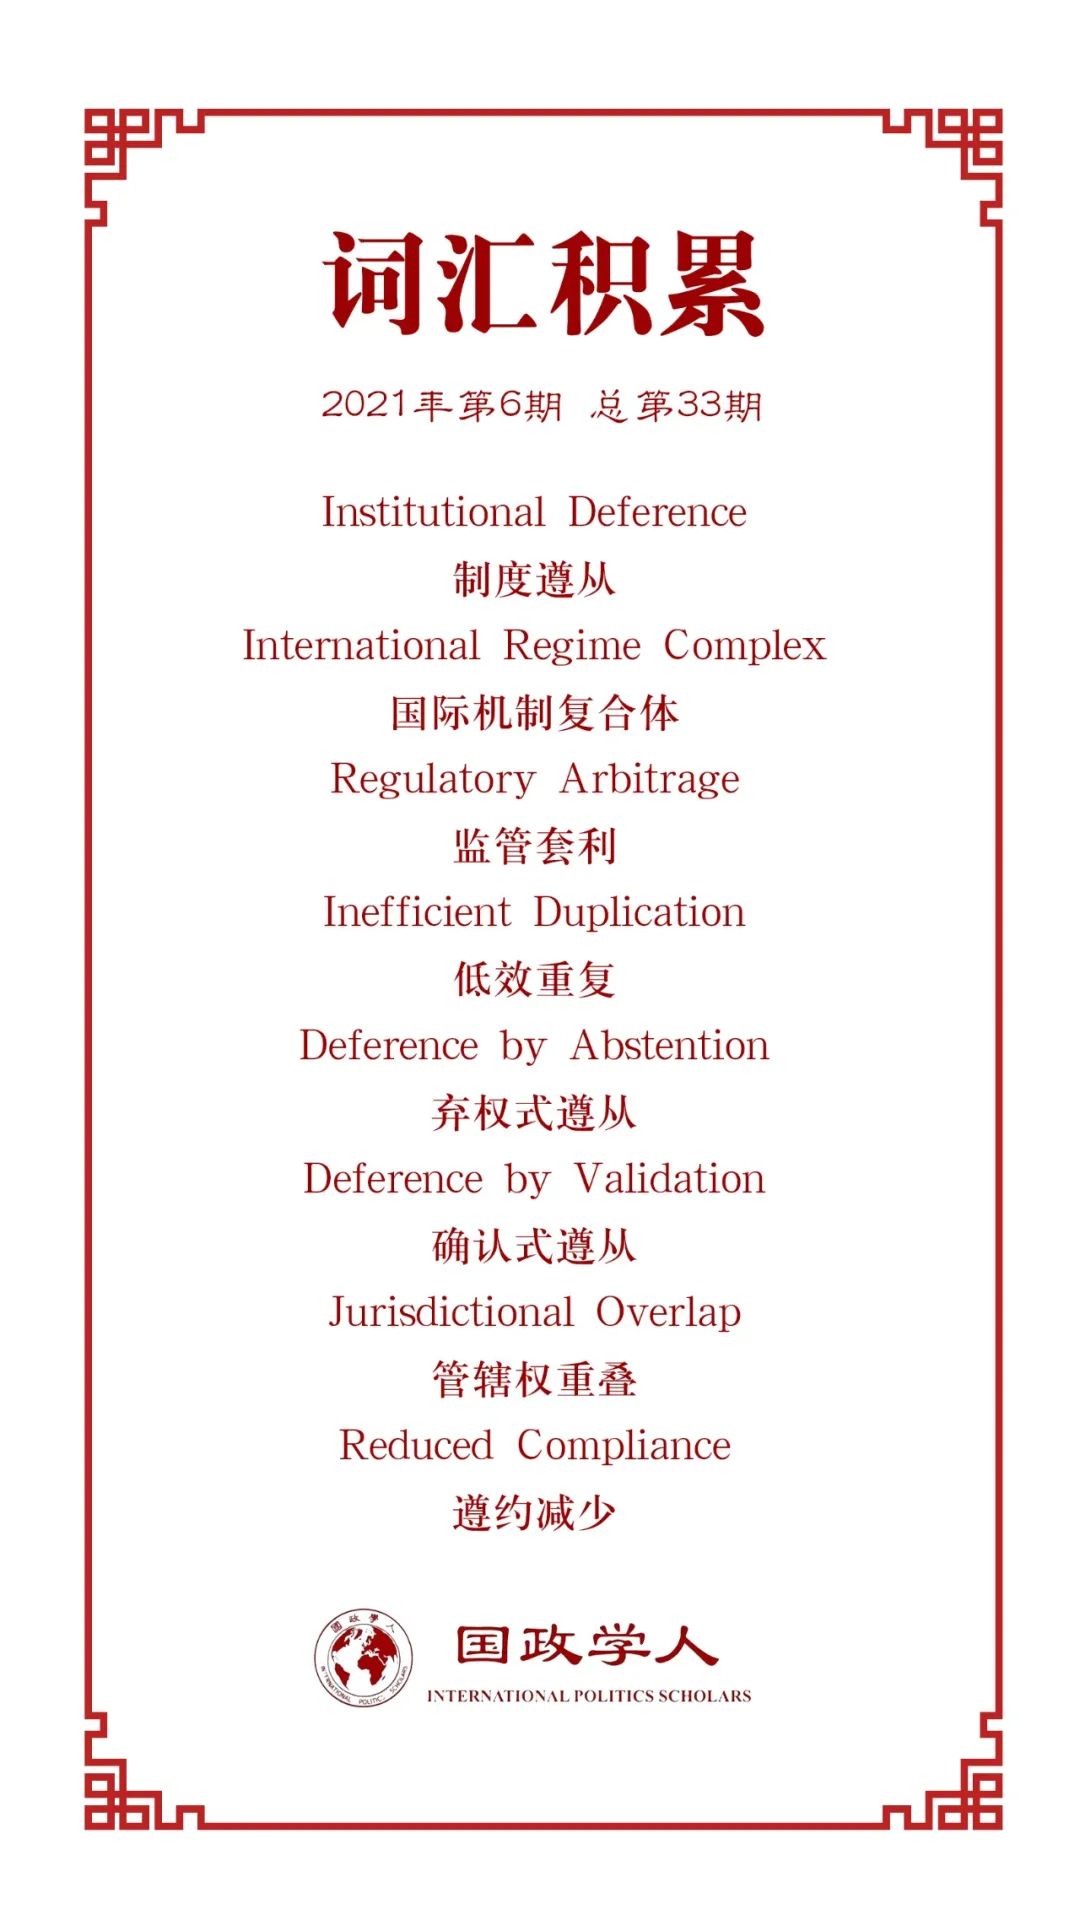 词汇积累
2021年第6期 总第33期
Institutional Deference
制度遵从
International Regime Complex
国际机制复合体
Regulatory Arbitrage
监管套利
Inefficient Duplication
低效重复
Deference by Abstention
弃权式遵从
Deference by Validation
确认式遵从
Jurisdictional Overlap
管辖权重叠
Reduced Compliance
遵约减少
國政學人
INTERNATIONAL POLITICS SCHOLARS
国政学人
INTERNATIONAL POLITICS SCHOLARS